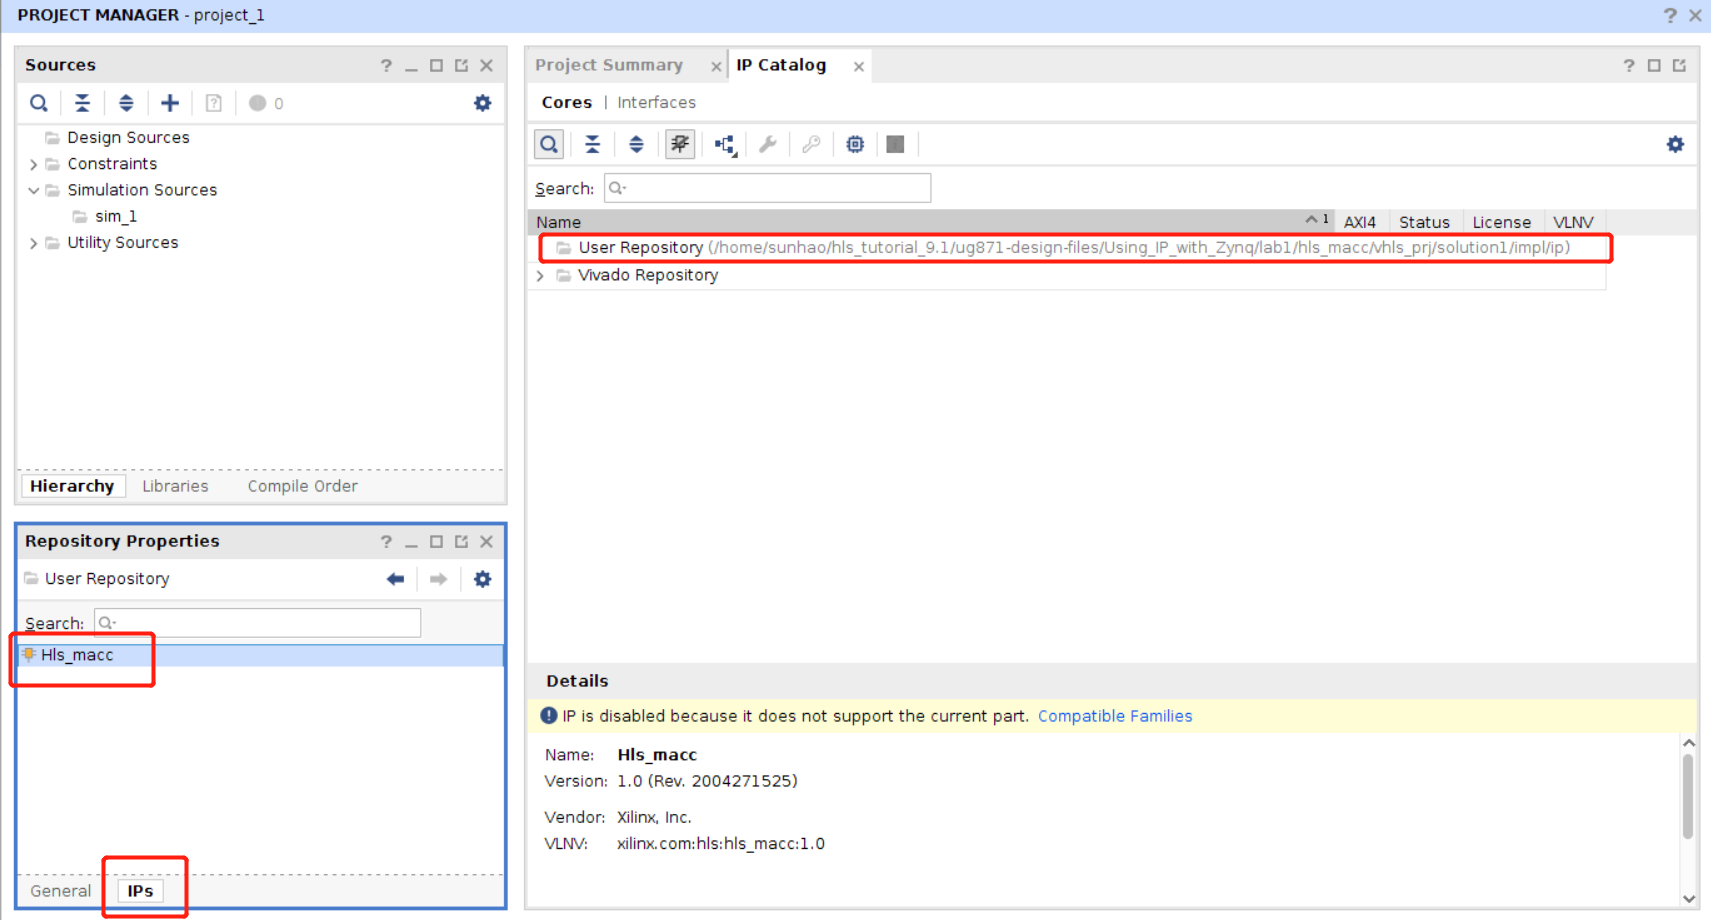 PROJECT MANAGER - project_1
Sources
0
Design Sources
Constraints
Simulation Sources
sim_1
Utility Sources
Hierarchy Libraries Compile Order
Repository Properties
User Repository
Search:
Hls_macc
General IPs
Project Summary IP Catalog
Cores | Interfaces
Search:
Name 1 AXI4 Status License VLNV
User Repository (/home/sunhao/hls_tutorial_9.1/ug871-design-files/Using_IP_with_Zynq/lab1/hls_macc/vhls_prj/solution1/impl/ip)
Vivado Repository
Details
IP is disabled because it does not support the current part. Compatible Families
Name: Hls_macc
Version: 1.0 (Rev. 2004271525)
Vendor: Xilinx, Inc.
VLNV: xilinx.com:hls:hls_macc:1.0